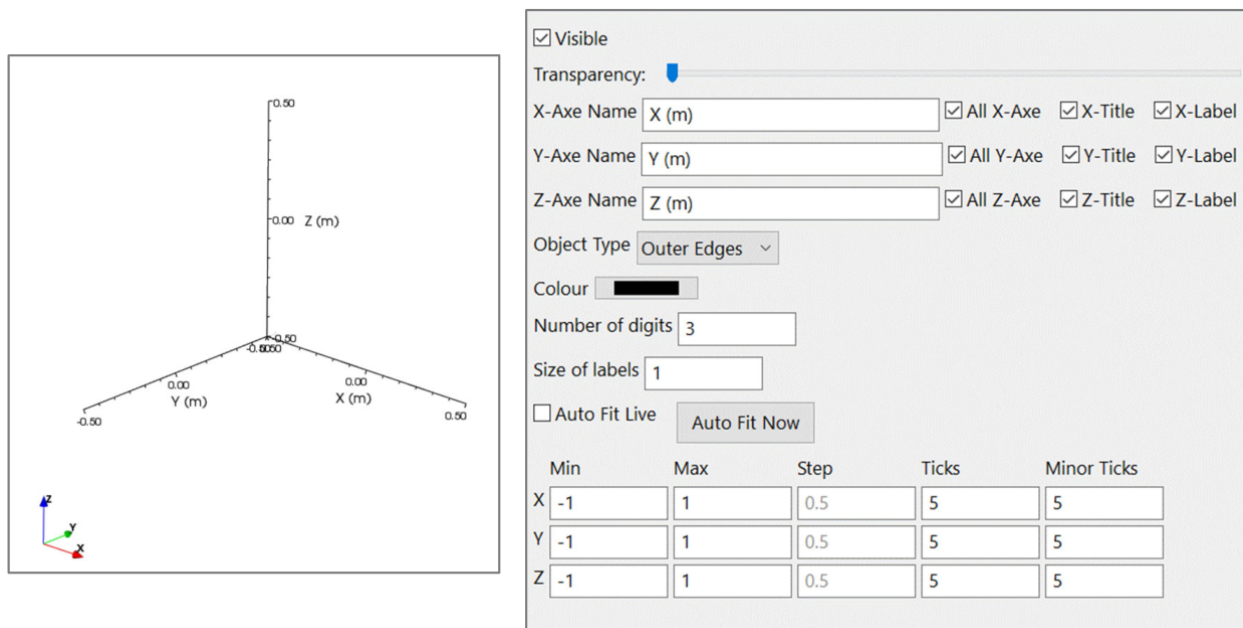 0.50
0.00 Z (m)
-0.50
0.00
Y (m)
-0.50
0.00
X (m)
0.50
Z
Y
X
Visible
Transparency:
X-Axe Name X (m) All X-Axe X-Title X-Label
Y-Axe Name Y (m) All Y-Axe Y-Title Y-Label
Z-Axe Name Z (m) All Z-Axe Z-Title Z-Label
Object Type Outer Edges
Colour
Number of digits 3
Size of labels 1
Auto Fit Live Auto Fit Now
Min Max Step Ticks Minor Ticks
X -1 1 0.5 5 5
Y -1 1 0.5 5 5
Z -1 1 0.5 5 5